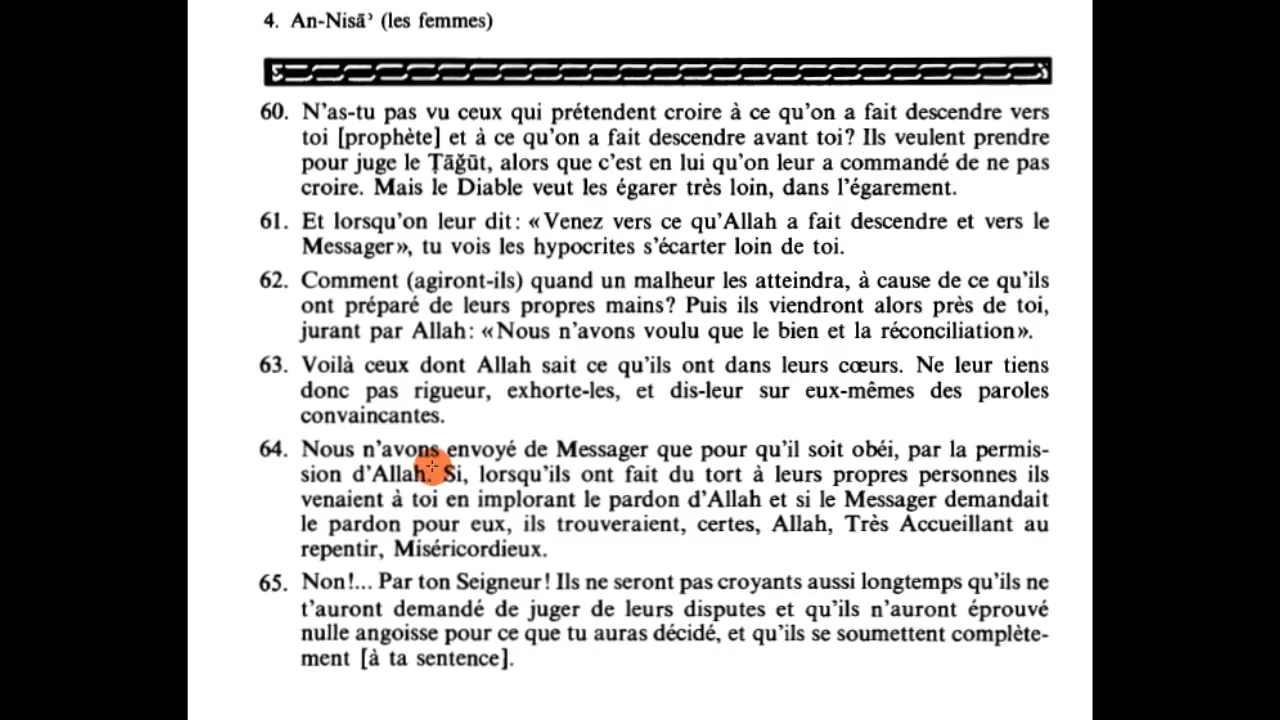 4. An-Nisāʾ (les femmes)
60. N'as-tu pas vu ceux qui prétendent croire à ce qu'on a fait descendre vers
toi [prophète] et à ce qu'on a fait descendre avant toi? Ils veulent prendre
pour juge le Ṭāǧūt, alors que c'est en lui qu'on leur a commandé de ne pas
croire. Mais le Diable veut les égarer très loin, dans l'égarement.
61. Et lorsqu'on leur dit: «Venez vers ce qu'Allah a fait descendre et vers le
Messager», tu vois les hypocrites s'écarter loin de toi.
62. Comment (agiront-ils) quand un malheur les atteindra, à cause de ce qu'ils
ont préparé de leurs propres mains? Puis ils viendront alors près de toi,
jurant par Allah: «Nous n'avons voulu que le bien et la réconciliation».
63. Voilà ceux dont Allah sait ce qu'ils ont dans leurs cœurs. Ne leur tiens
donc pas rigueur, exhorte-les, et dis-leur sur eux-mêmes des paroles
convaincantes.
64. Nous n'avons envoyé de Messager que pour qu'il soit obéi, par la permis-
sion d'Allah. Si, lorsqu'ils ont fait du tort à leurs propres personnes ils
venaient à toi en implorant le pardon d'Allah et si le Messager demandait
le pardon pour eux, ils trouveraient, certes, Allah, Très Accueillant au
repentir, Miséricordieux.
65. Non!... Par ton Seigneur! Ils ne seront pas croyants aussi longtemps qu'ils ne
t'auront demandé de juger de leurs disputes et qu'ils n'auront éprouvé
nulle angoisse pour ce que tu auras décidé, et qu'ils se soumettent complète-
ment [à ta sentence].